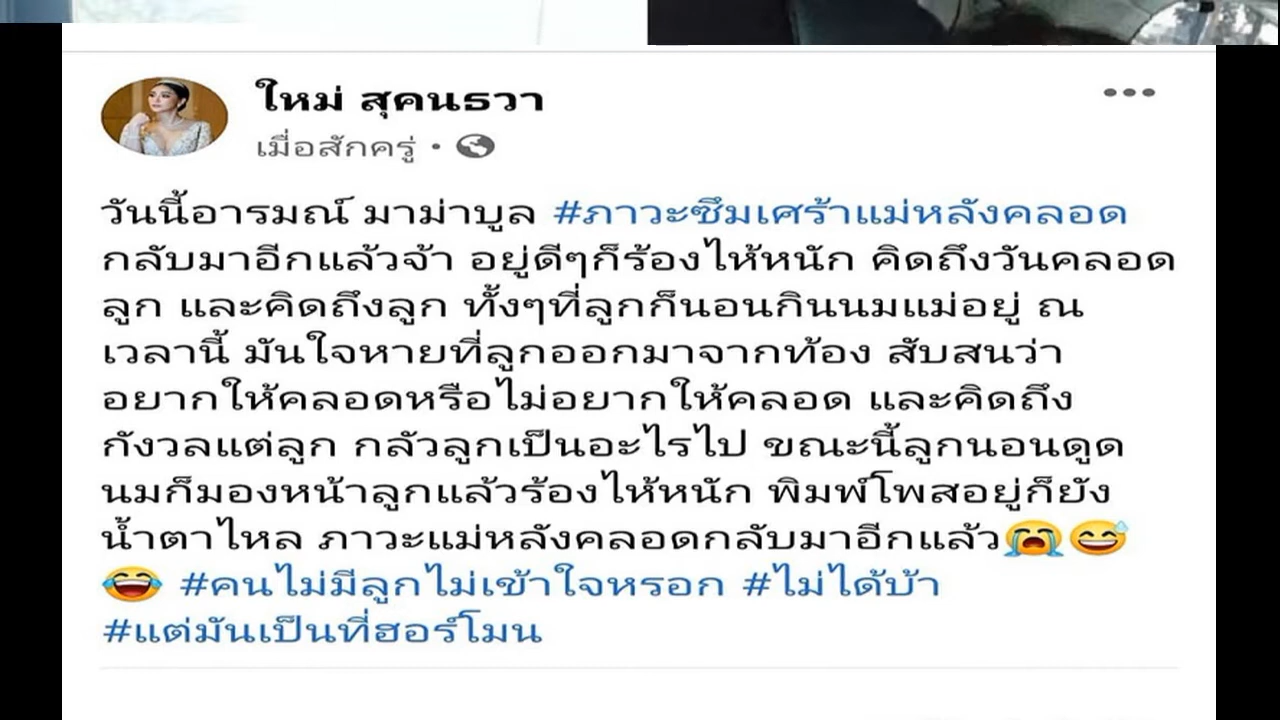 ใหม่ สุคนธวา
เมื่อสักครู่ ·
วันนี้อารมณ์ มาม่าบูล #ภาวะซึมเศร้าแม่หลังคลอด
กลับมาอีกแล้วจ้า อยู่ดีๆก็ร้องไห้หนัก คิดถึงวันคลอด
ลูก และคิดถึงลูก ทั้งๆที่ลูกก็นอนกินนมแม่อยู่ ณ
เวลานี้ มันใจหายที่ลูกออกมาจากท้อง สับสนว่า
อยากให้คลอดหรือไม่อยากให้คลอด และคิดถึง
กังวลแต่ลูก กลัวลูกเป็นอะไรไป ขณะนี้ลูกนอนดูด
นมก็มองหน้าลูกแล้วร้องไห้หนัก พิมพ์โพสอยู่ก็ยัง
น้ำตาไหล ภาวะแม่หลังคลอดกลับมาอีกแล้ว😭😅
😂 #คนไม่มีลูกไม่เข้าใจหรอก #ไม่ได้บ้า
#แต่มันเป็นที่ฮอร์โมน